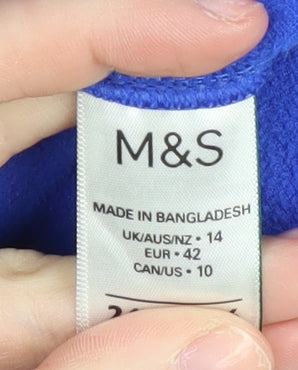 M&S
MADE IN BANGLADESH
UK/AUS/NZ • 14
EUR • 42
CAN/US • 10